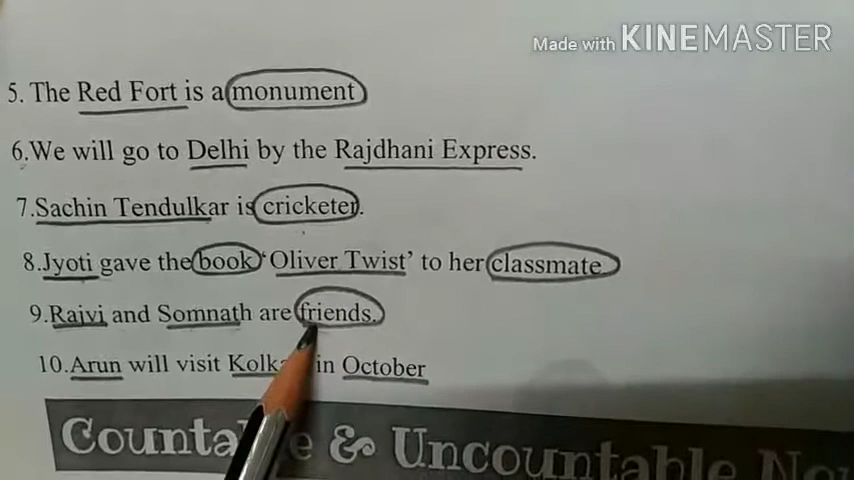 Made with KINEMASTER
5. The Red Fort is a monument
6.We will go to Delhi by the Rajdhani Express.
7.Sachin Tendulkar is cricketer.
8.Jyoti gave the book 'Oliver Twist' to her classmate.
9.Rajvi and Somnath are friends.
10.Arun will visit in October
& Uncountable